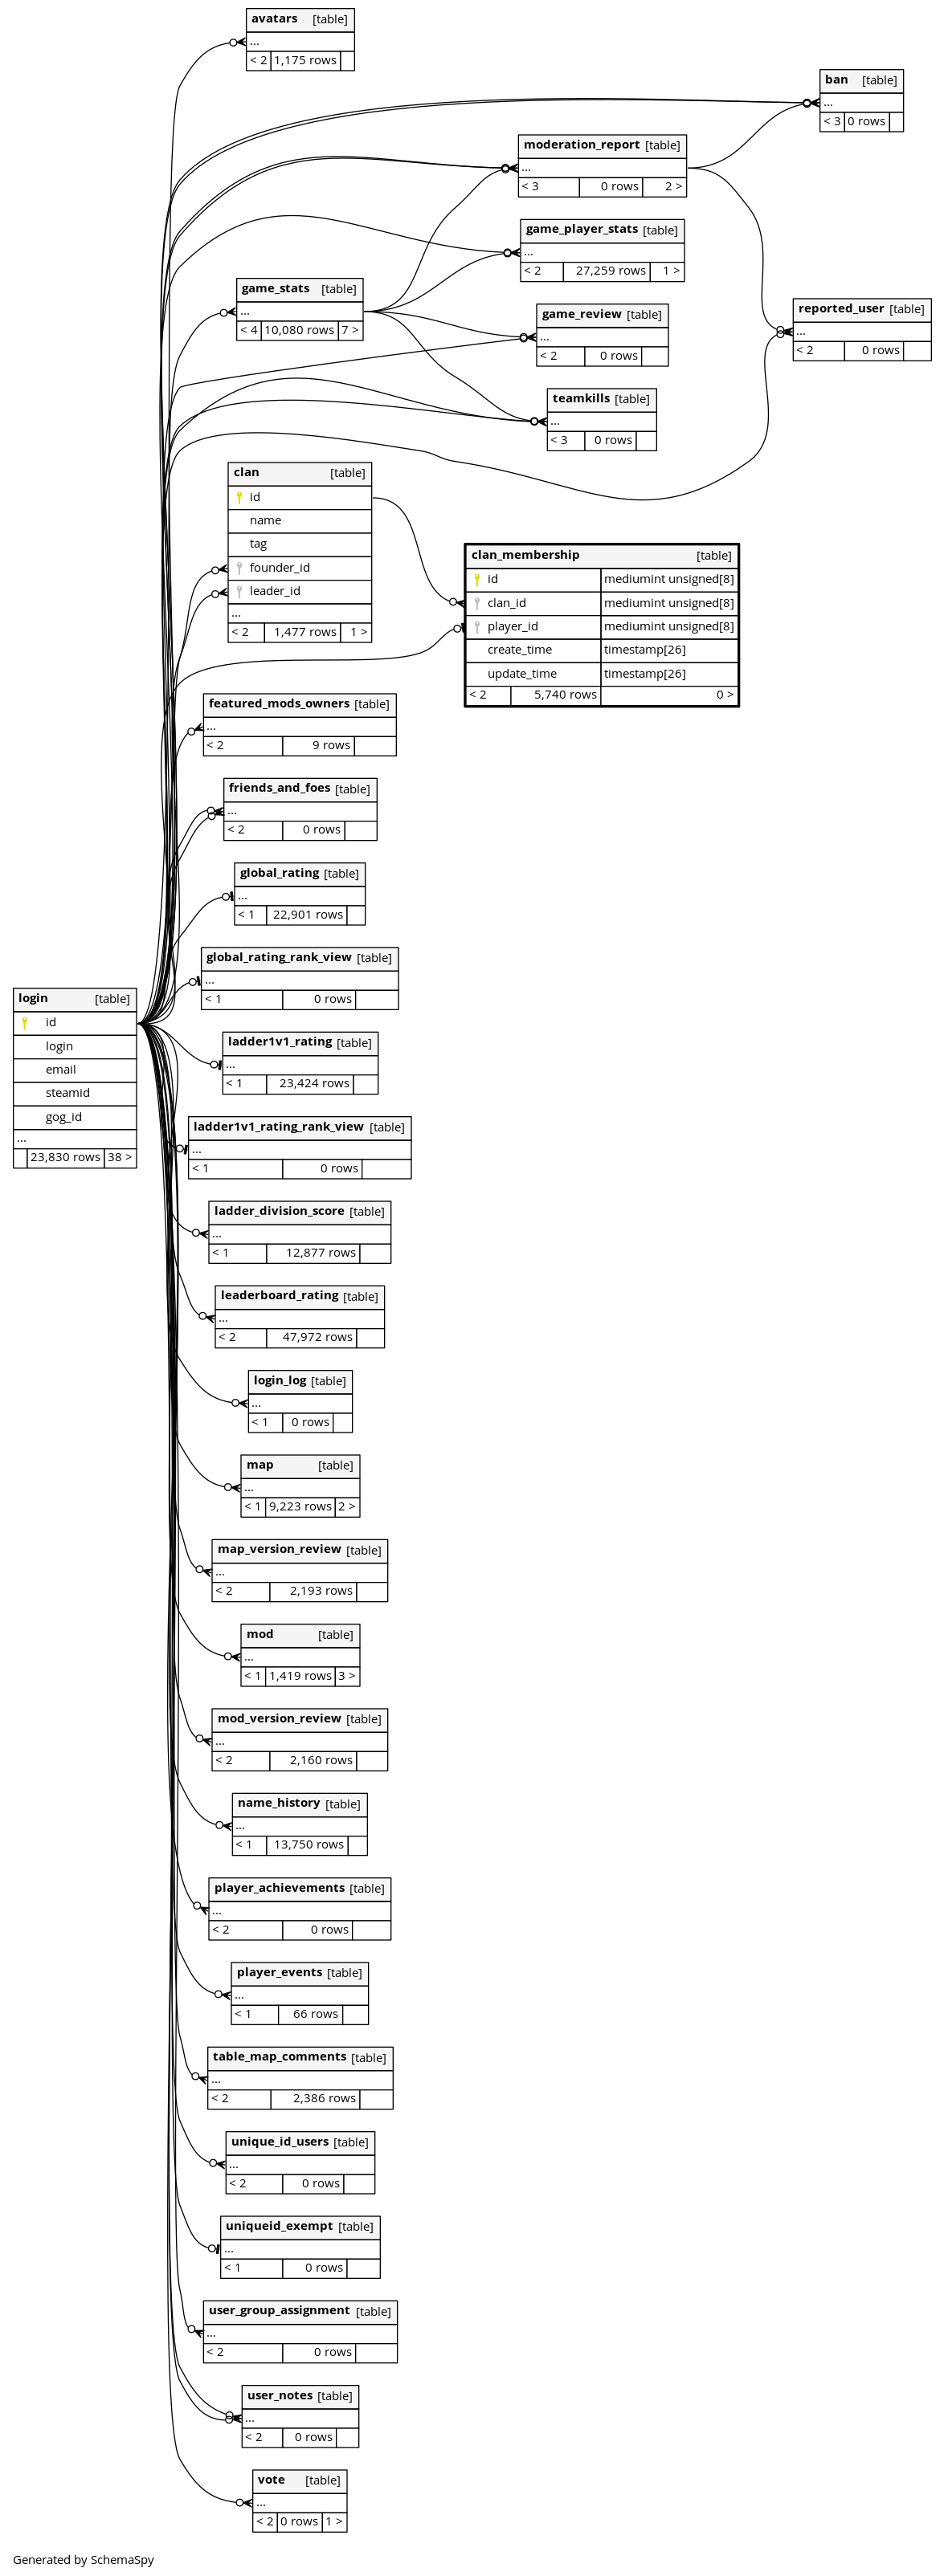 avatars [table]
...
< 2 1,175 rows
ban [table]
...
< 3 0 rows
moderation_report [table]
...
< 3 0 rows 2 >
game_player_stats [table]
...
< 2 27,259 rows 1 >
game_stats [table]
...
< 4 10,080 rows 7 >
game_review [table]
...
< 2 0 rows
reported_user [table]
...
< 2 0 rows
teamkills [table]
...
< 3 0 rows
clan [table]
id
name
tag
founder_id
leader_id
...
< 2 1,477 rows 1 >
clan_membership [table]
id mediumint unsigned[8]
clan_id mediumint unsigned[8]
player_id mediumint unsigned[8]
create_time timestamp[26]
update_time timestamp[26]
< 2 5,740 rows 0 >
featured_mods_owners [table]
...
< 2 9 rows
friends_and_foes [table]
...
< 2 0 rows
global_rating [table]
...
< 1 22,901 rows
global_rating_rank_view [table]
...
< 1 0 rows
login [table]
id
login
email
steamid
gog_id
...
23,830 rows 38 >
ladder1v1_rating [table]
...
< 1 23,424 rows
ladder1v1_rating_rank_view [table]
...
< 1 0 rows
ladder_division_score [table]
...
< 1 12,877 rows
leaderboard_rating [table]
...
< 2 47,972 rows
login_log [table]
...
< 1 0 rows
map [table]
...
< 1 9,223 rows 2 >
map_version_review [table]
...
< 2 2,193 rows
mod [table]
...
< 1 1,419 rows 3 >
mod_version_review [table]
...
< 2 2,160 rows
name_history [table]
...
< 1 13,750 rows
player_achievements [table]
...
< 2 0 rows
player_events [table]
...
< 1 66 rows
table_map_comments [table]
...
< 2 2,386 rows
unique_id_users [table]
...
< 2 0 rows
uniqueid_exempt [table]
...
< 1 0 rows
user_group_assignment [table]
...
< 2 0 rows
user_notes [table]
...
< 2 0 rows
vote [table]
...
< 2 0 rows 1 >
Generated by SchemaSpy